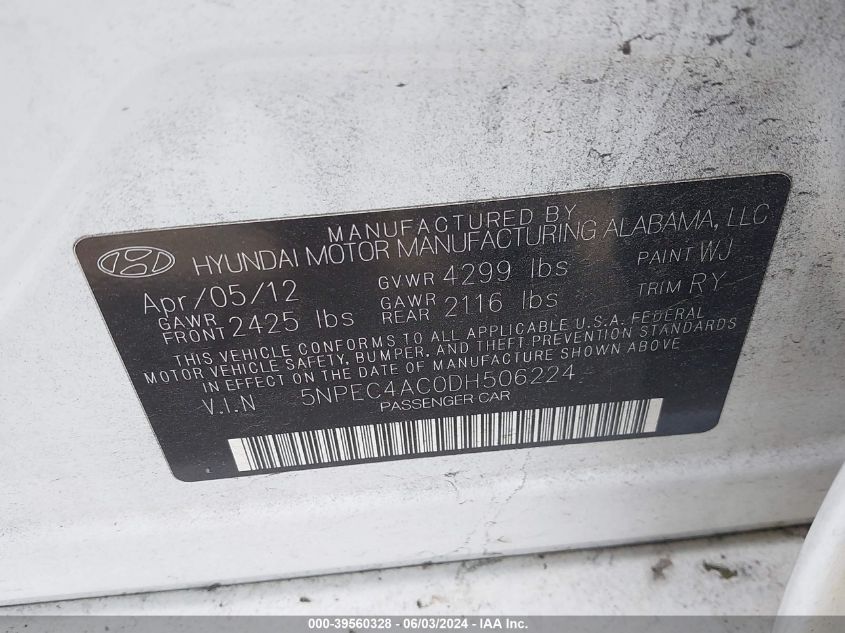 MANUFACTURED BY
HYUNDAI MOTOR MANUFACTURING ALABAMA, LLC
Apr/05/12 GVWR 4299 lbs PAINT WJ
GAWR FRONT 2425 lbs GAWR REAR 2116 lbs TRIM RY
THIS VEHICLE CONFORMS TO ALL APPLICABLE U.S.A. FEDERAL
MOTOR VEHICLE SAFETY, BUMPER, AND THEFT PREVENTION STANDARDS
IN EFFECT ON THE DATE OF MANUFACTURE SHOWN ABOVE
V.I.N 5NPEC4AC0DH506224
PASSENGER CAR
000-39560328 - 06/03/2024 - IAAI.com